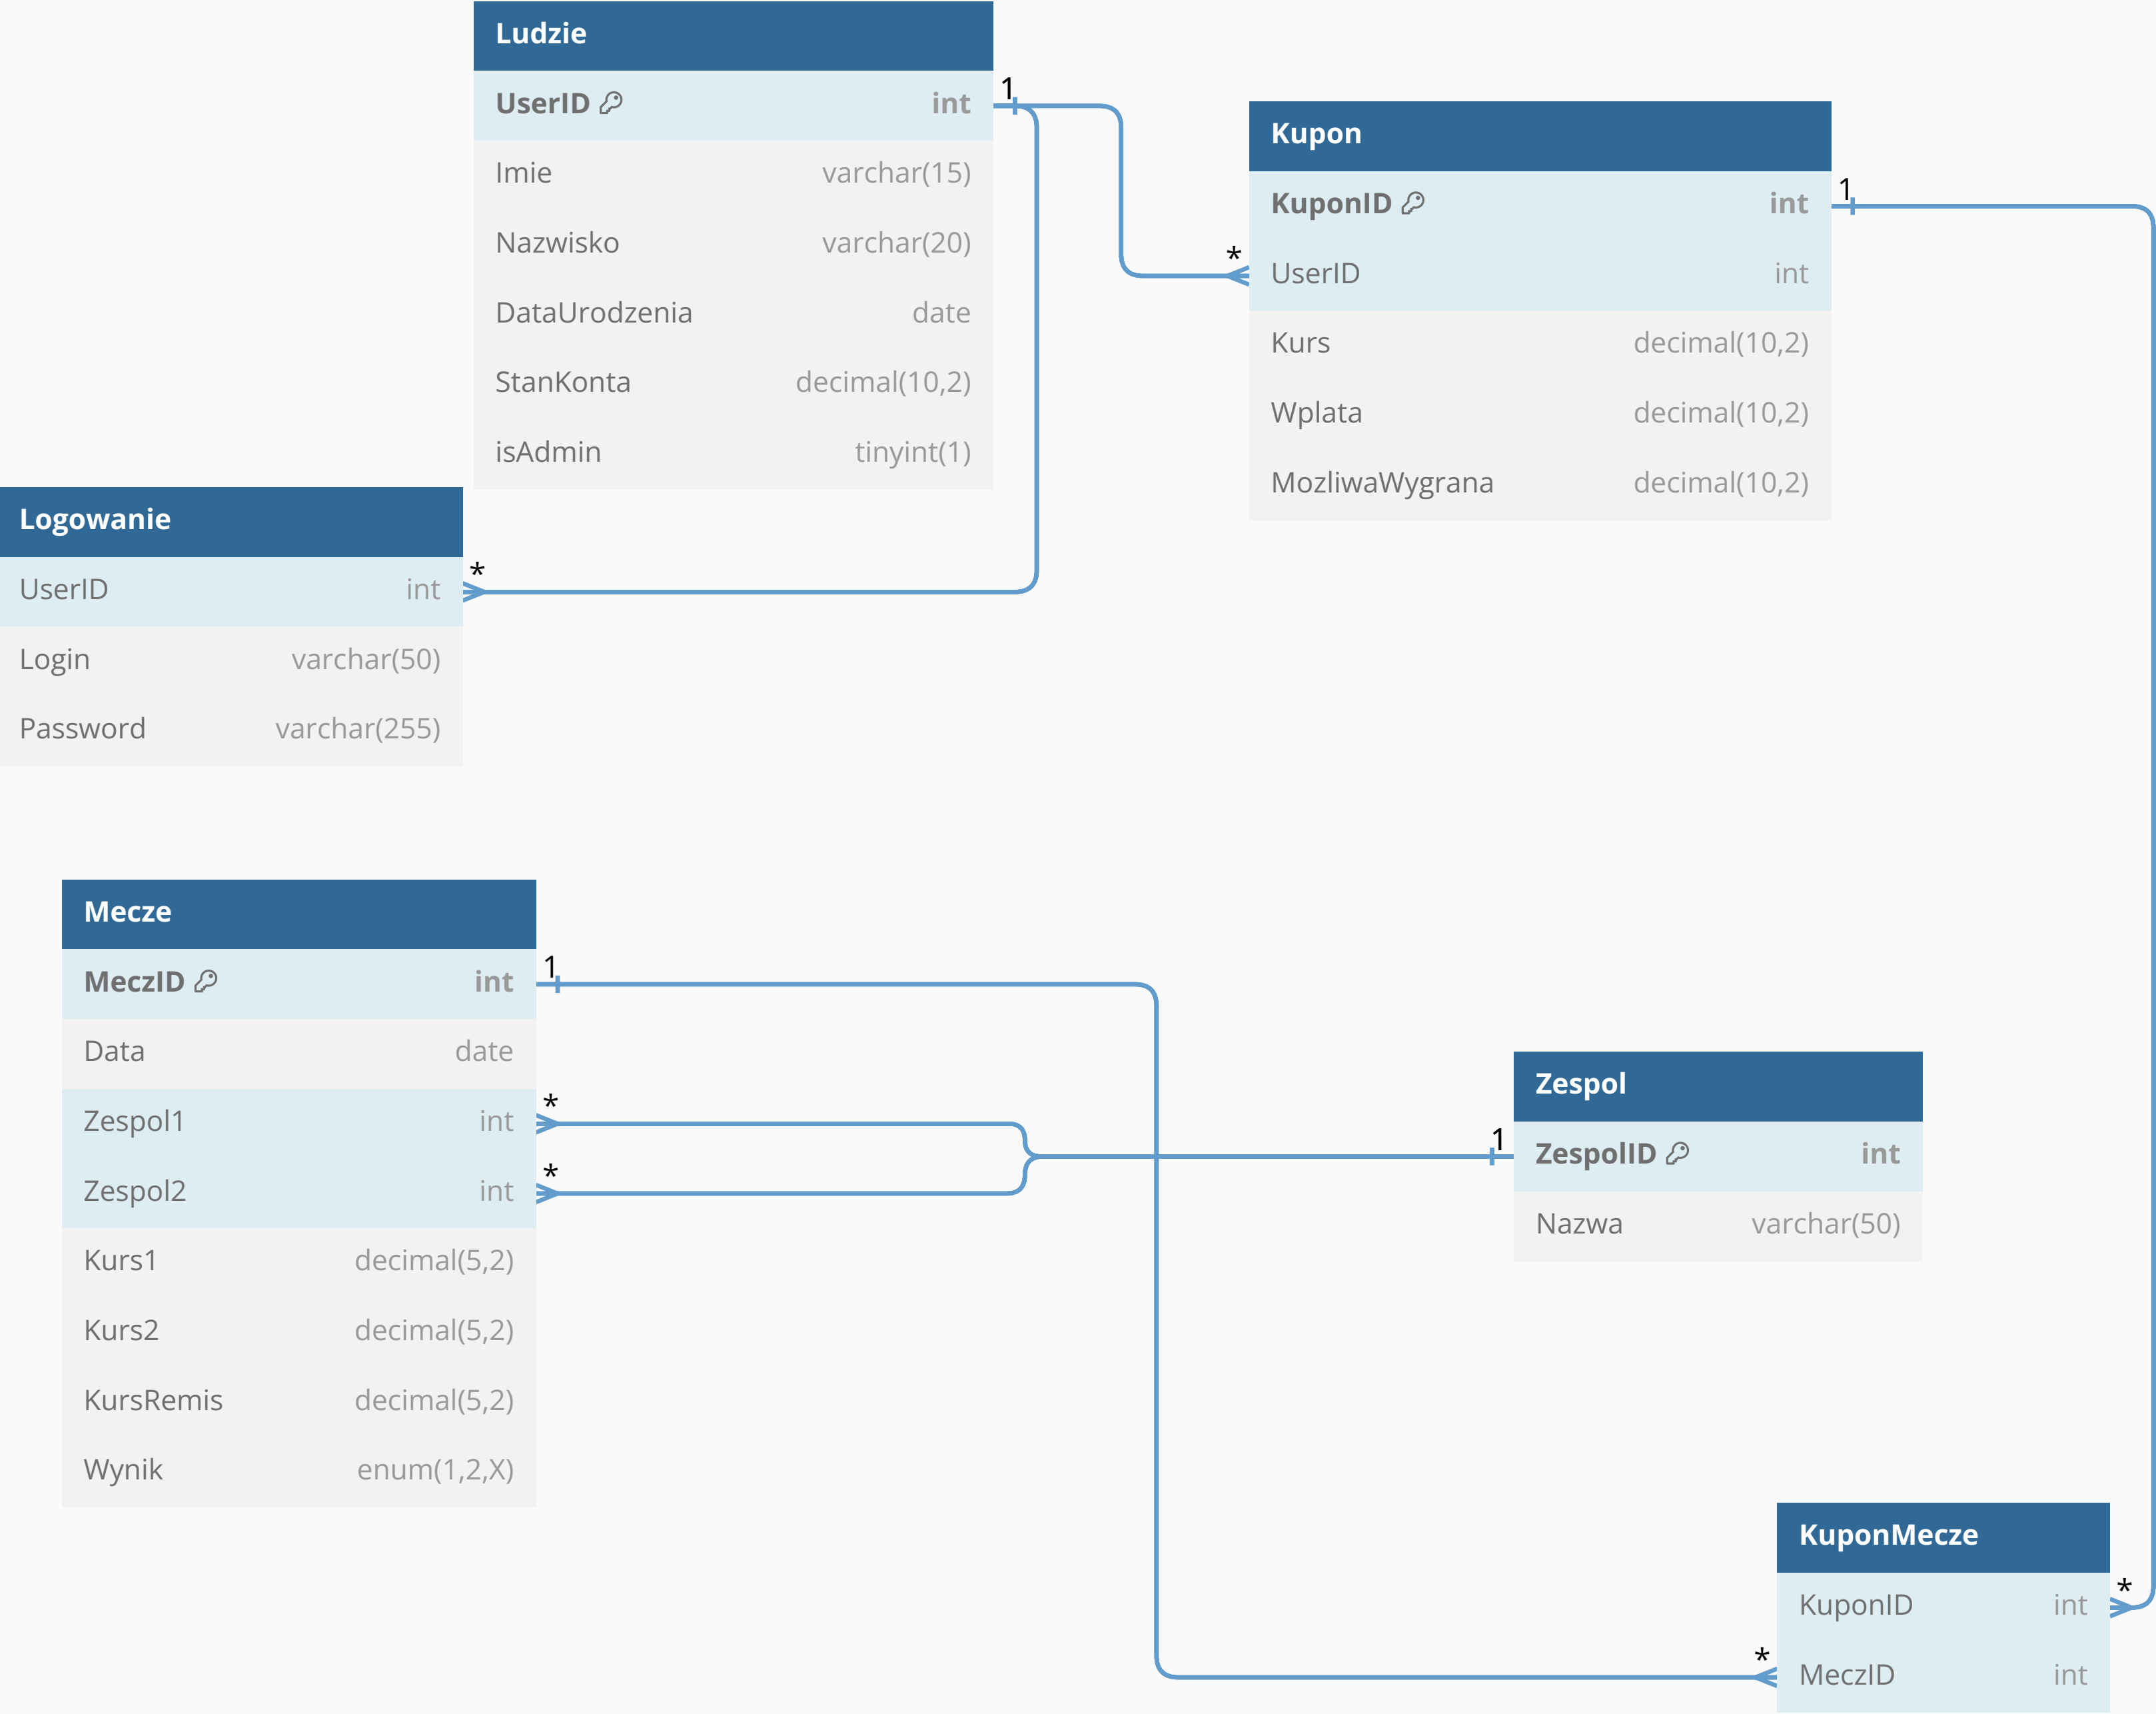 Ludzie
UserID int
Imie varchar(15)
Nazwisko varchar(20)
DataUrodzenia date
StanKonta decimal(10,2)
isAdmin tinyint(1)
1
Kupon
KuponID int
UserID int
Kurs decimal(10,2)
Wplata decimal(10,2)
MozliwaWygrana decimal(10,2)
1
*
Logowanie
UserID int
Login varchar(50)
Password varchar(255)
*
Mecze
MeczID int
Data date
Zespol1 int
Zespol2 int
Kurs1 decimal(5,2)
Kurs2 decimal(5,2)
KursRemis decimal(5,2)
Wynik enum(1,2,X)
1
*
*
Zespol
ZespolID int
Nazwa varchar(50)
1
KuponMecze
KuponID int
MeczID int
*
*